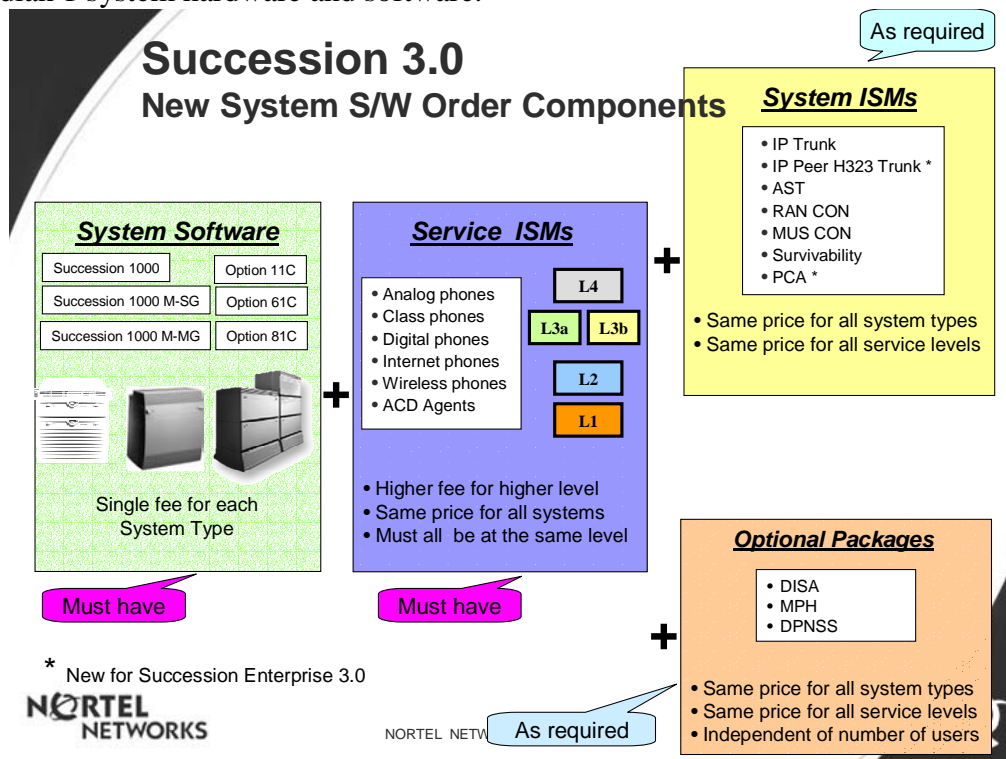 system hardware and software.
As required
Succession 3.0
New System S/W Order Components
System ISMs
• IP Trunk
• IP Peer H323 Trunk *
• AST
• RAN CON
• MUS CON
• Survivability
• PCA *
• Same price for all system types
• Same price for all service levels
System Software
Succession 1000
Option 11C
Succession 1000 M-SG
Option 61C
Succession 1000 M-MG
Option 81C
Single fee for each
System Type
Must have
+
Service ISMs
• Analog phones
• Class phones
• Digital phones
• Internet phones
• Wireless phones
• ACD Agents
L4
L3a
L3b
L2
L1
• Higher fee for higher level
• Same price for all systems
• Must all be at the same level
Must have
+
+
Optional Packages
• DISA
• MPH
• DPNSS
• Same price for all system types
• Same price for all service levels
• Independent of number of users
As required
* New for Succession Enterprise 3.0
NORTEL
NETWORKS
NORTEL